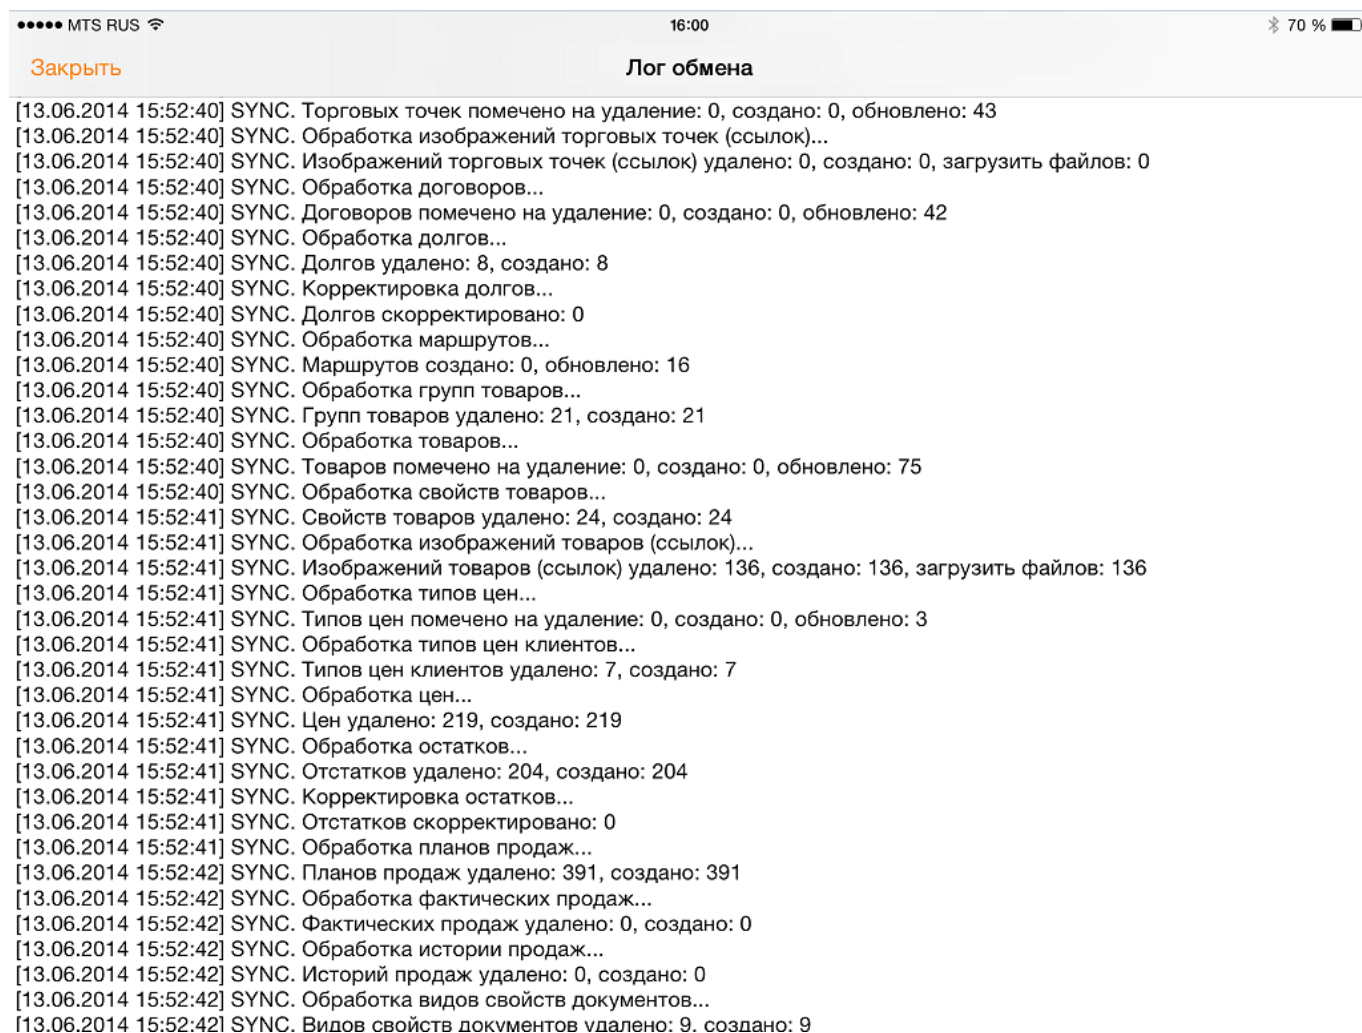 ●●●●● MTS RUS
16:00
70 %
Закрыть
Лог обмена
[13.06.2014 15:52:40] SYNC. Торговых точек помечено на удаление: 0, создано: 0, обновлено: 43
[13.06.2014 15:52:40] SYNC. Обработка изображений торговых точек (ссылок)...
[13.06.2014 15:52:40] SYNC. Изображений торговых точек (ссылок) удалено: 0, создано: 0, загрузить файлов: 0
[13.06.2014 15:52:40] SYNC. Обработка договоров...
[13.06.2014 15:52:40] SYNC. Договоров помечено на удаление: 0, создано: 0, обновлено: 42
[13.06.2014 15:52:40] SYNC. Обработка долгов...
[13.06.2014 15:52:40] SYNC. Долгов удалено: 8, создано: 8
[13.06.2014 15:52:40] SYNC. Корректировка долгов...
[13.06.2014 15:52:40] SYNC. Долгов скорректировано: 0
[13.06.2014 15:52:40] SYNC. Обработка маршрутов...
[13.06.2014 15:52:40] SYNC. Маршрутов создано: 0, обновлено: 16
[13.06.2014 15:52:40] SYNC. Обработка групп товаров...
[13.06.2014 15:52:40] SYNC. Групп товаров удалено: 21, создано: 21
[13.06.2014 15:52:40] SYNC. Обработка товаров...
[13.06.2014 15:52:40] SYNC. Товаров помечено на удаление: 0, создано: 0, обновлено: 75
[13.06.2014 15:52:40] SYNC. Обработка свойств товаров...
[13.06.2014 15:52:41] SYNC. Свойств товаров удалено: 24, создано: 24
[13.06.2014 15:52:41] SYNC. Обработка изображений товаров (ссылок)...
[13.06.2014 15:52:41] SYNC. Изображений товаров (ссылок) удалено: 136, создано: 136, загрузить файлов: 136
[13.06.2014 15:52:41] SYNC. Обработка типов цен...
[13.06.2014 15:52:41] SYNC. Типов цен помечено на удаление: 0, создано: 0, обновлено: 3
[13.06.2014 15:52:41] SYNC. Обработка типов цен клиентов...
[13.06.2014 15:52:41] SYNC. Типов цен клиентов удалено: 7, создано: 7
[13.06.2014 15:52:41] SYNC. Обработка цен...
[13.06.2014 15:52:41] SYNC. Цен удалено: 219, создано: 219
[13.06.2014 15:52:41] SYNC. Обработка остатков...
[13.06.2014 15:52:41] SYNC. Отстатков удалено: 204, создано: 204
[13.06.2014 15:52:41] SYNC. Корректировка остатков...
[13.06.2014 15:52:41] SYNC. Отстатков скорректировано: 0
[13.06.2014 15:52:41] SYNC. Обработка планов продаж...
[13.06.2014 15:52:42] SYNC. Планов продаж удалено: 391, создано: 391
[13.06.2014 15:52:42] SYNC. Обработка фактических продаж...
[13.06.2014 15:52:42] SYNC. Фактических продаж удалено: 0, создано: 0
[13.06.2014 15:52:42] SYNC. Обработка истории продаж...
[13.06.2014 15:52:42] SYNC. Историй продаж удалено: 0, создано: 0
[13.06.2014 15:52:42] SYNC. Обработка видов свойств документов...
[13.06.2014 15:52:42] SYNC. Видов свойств документов удалено: 9, создано: 9